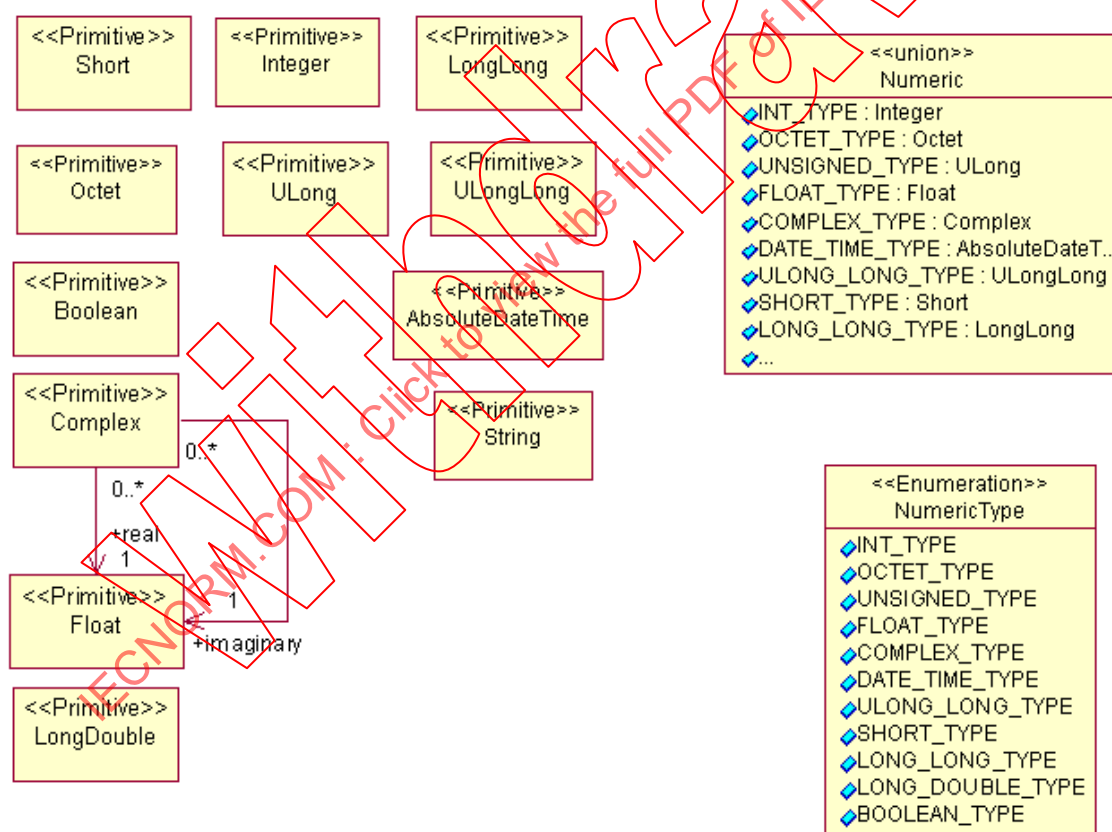 <<Primitive>>
Short
<<Primitive>>
Integer
<<Primitive>>
LongLong
<<union>>
Numeric
INT_TYPE : Integer
OCTET_TYPE : Octet
UNSIGNED_TYPE : ULong
FLOAT_TYPE : Float
COMPLEX_TYPE : Complex
DATE_TIME_TYPE : AbsoluteDateT...
ULONG_LONG_TYPE : ULongLong
SHORT_TYPE : Short
LONG_LONG_TYPE : LongLong
...
<<Primitive>>
Octet
<<Primitive>>
ULong
<<Primitive>>
ULongLong
<<Primitive>>
Boolean
<<Primitive>>
AbsoluteDateTime
<<Primitive>>
Complex
<<Primitive>>
String
0..*
0..*
+real
1
<<Primitive>>
Float
1
+imaginary
<<Primitive>>
LongDouble
<<Enumeration>>
NumericType
INT_TYPE
OCTET_TYPE
UNSIGNED_TYPE
FLOAT_TYPE
COMPLEX_TYPE
DATE_TIME_TYPE
ULONG_LONG_TYPE
SHORT_TYPE
LONG_LONG_TYPE
LONG_DOUBLE_TYPE
BOOLEAN_TYPE
IECNORM.COM : Click to view the full PDF of